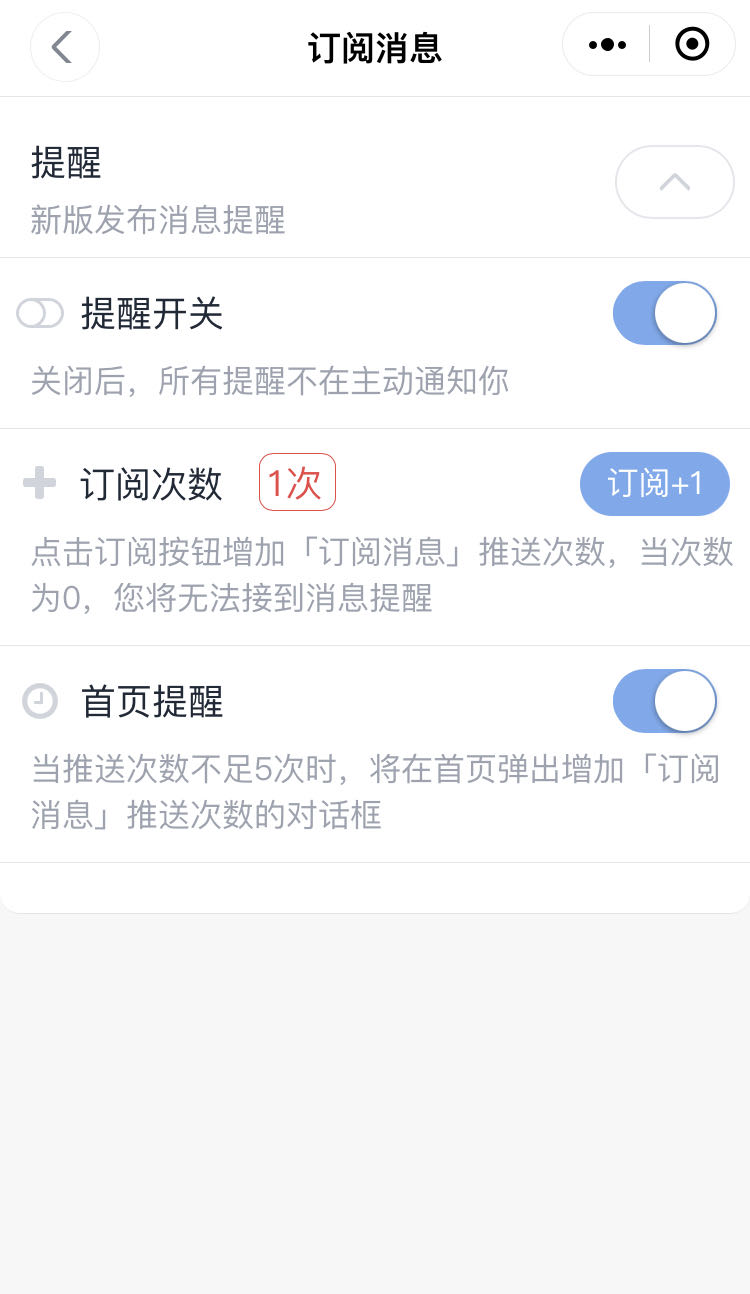 订阅消息
提醒
新版发布消息提醒
提醒开关
关闭后，所有提醒不在主动通知你
订阅次数 1次 订阅+1
点击订阅按钮增加「订阅消息」推送次数，当次数
为0，您将无法接到消息提醒
首页提醒
当推送次数不足5次时，将在首页弹出增加「订阅
消息」推送次数的对话框